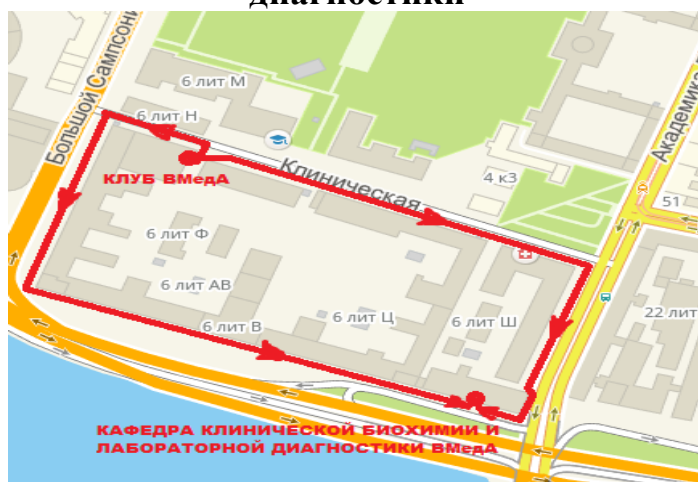 диагностики
Большой Сампсони
6 лит М
6 лит Н
Академика
КЛУБ ВМедА
Клиническая
4 к3
51
6 лит Ф
6 лит АВ
6 лит В
6 лит Ц
6 лит Ш
22 лит
КАФЕДРА КЛИНИЧЕСКОЙ БИОХИМИИ И
ЛАБОРАТОРНОЙ ДИАГНОСТИКИ ВМедА